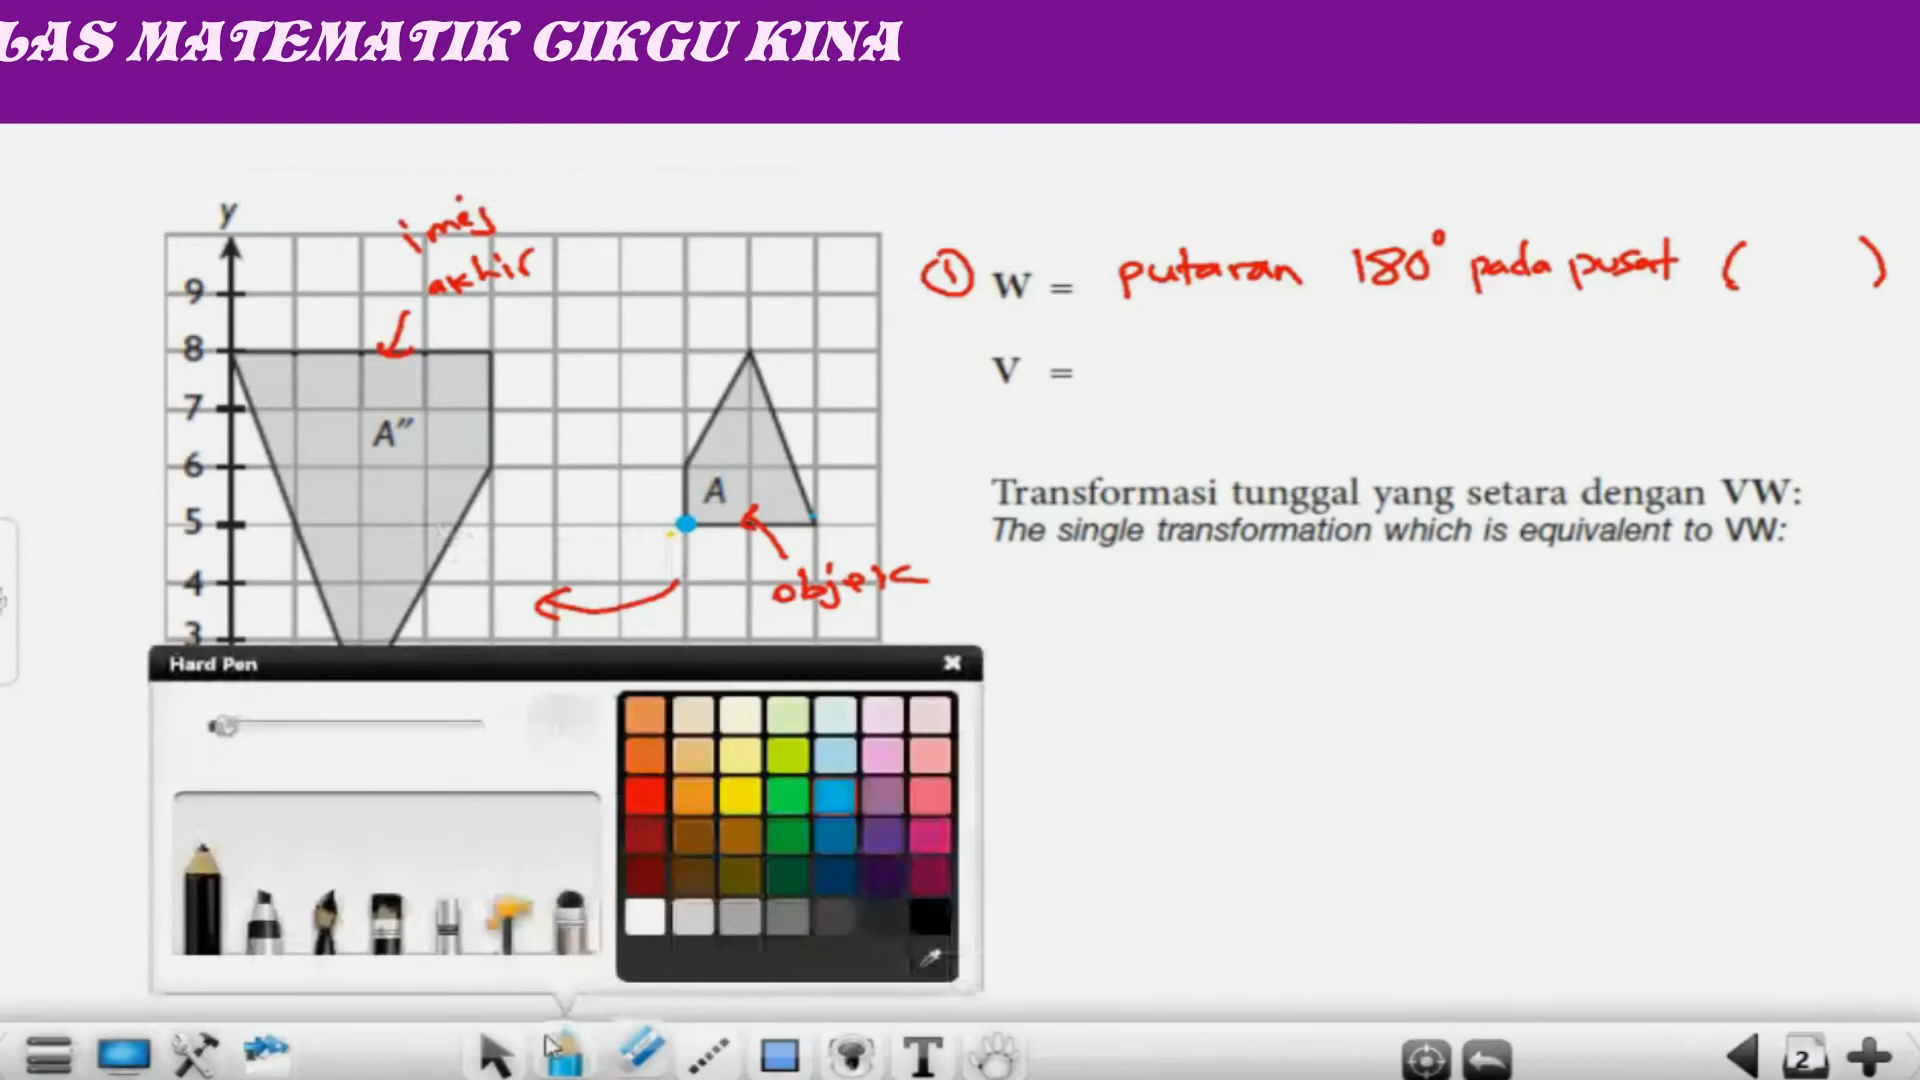 LAS MATEMATIK CIKGU KINA
y
imej
akhir
9
8
7
6
5
4
3
A″
A
objek
① W = putaran 180° pada pusat ( )
V =
Transformasi tunggal yang setara dengan VW:
The single transformation which is equivalent to VW:
Hard Pen
T
2